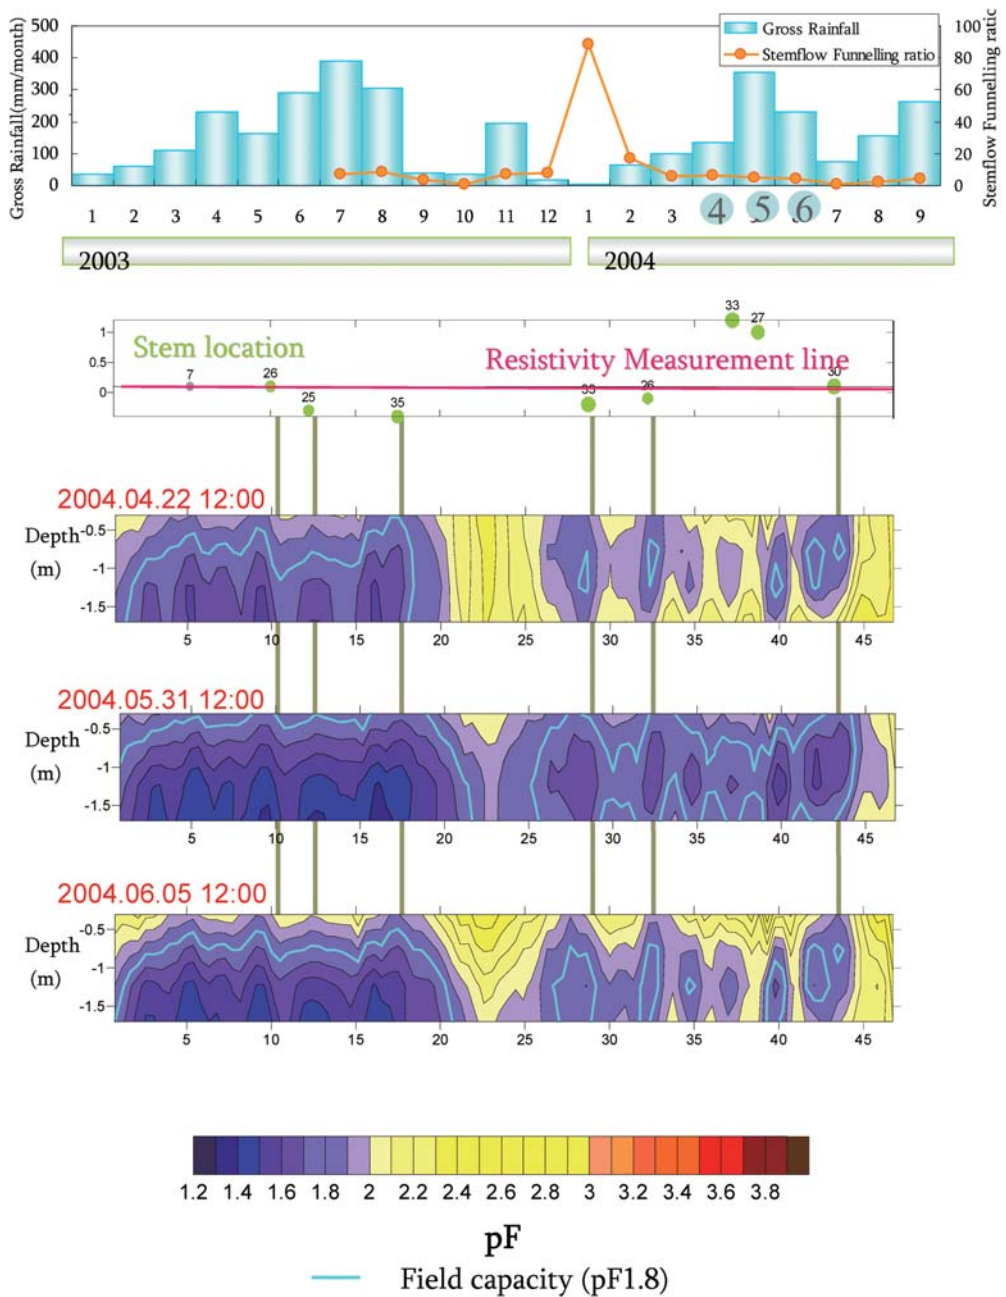 500
400
300
200
100
0
Gross Rainfall(mm/month)
Gross Rainfall
Stemflow Funnelling ratio
100
80
60
40
20
0
Stemflow Funnelling ratic
1 2 3 4 5 6 7 8 9 10 11 12 1 2 3 4 5 6 7 8 9
2003 2004
33
27
1
0.5
0
Stem location
Resistivity Measurement line
7 26 25 35 33 26 30
2004.04.22 12:00
Depth
(m)
-0.5
-1
-1.5
5 10 15 20 25 30 35 40 45
2004.05.31 12:00
Depth
(m)
-0.5
-1
-1.5
5 10 15 20 25 30 35 40 45
2004.06.05 12:00
Depth
(m)
-0.5
-1
-1.5
5 10 15 20 25 30 35 40 45
1.2 1.4 1.6 1.8 2 2.2 2.4 2.6 2.8 3 3.2 3.4 3.6 3.8
pF
Field capacity (pF1.8)